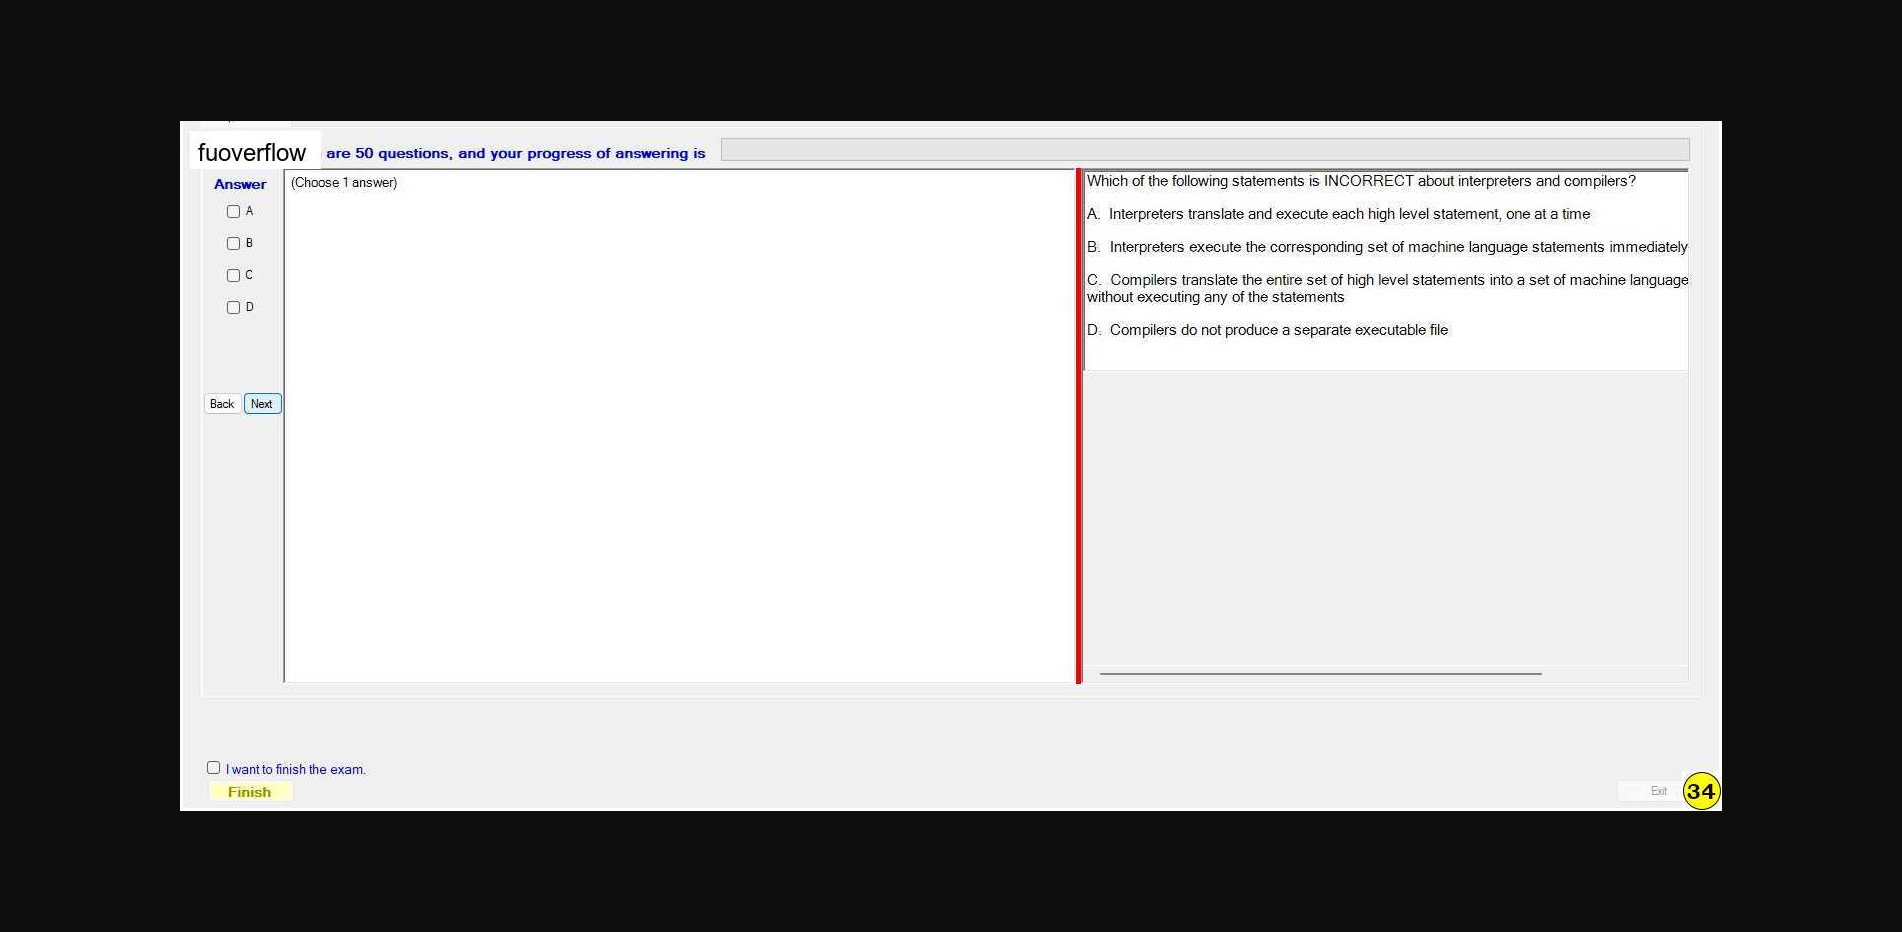 fuoverflow are 50 questions, and your progress of answering is
Answer
A
B
C
D
Back Next
(Choose 1 answer)
Which of the following statements is INCORRECT about interpreters and compilers?
A. Interpreters translate and execute each high level statement, one at a time
B. Interpreters execute the corresponding set of machine language statements immediately
C. Compilers translate the entire set of high level statements into a set of machine language
without executing any of the statements
D. Compilers do not produce a separate executable file
I want to finish the exam.
Finish
Exit
34